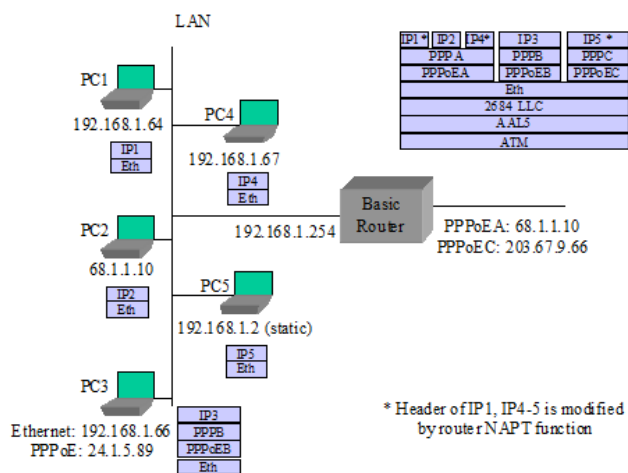 LAN
PC1
192.168.1.64
IP1
Eth
PC4
192.168.1.67
IP4
Eth
PC2
68.1.1.10
IP2
Eth
PC5
192.168.1.2 (static)
IP5
Eth
PC3
Ethernet: 192.168.1.66
PPPoE: 24.1.5.89
IP3
PPPB
PPPoEB
Eth
192.168.1.254
Basic
Router
PPPoEA: 68.1.1.10
PPPoEC: 203.67.9.66
IP1 * IP2 IP4* IP3 IP5 *
PPP A PPPB PPPC
PPPoEA PPPoEB PPPoEC
Eth
2684 LLC
AAL5
ATM
* Header of IP1, IP4-5 is modified
by router NAPT function